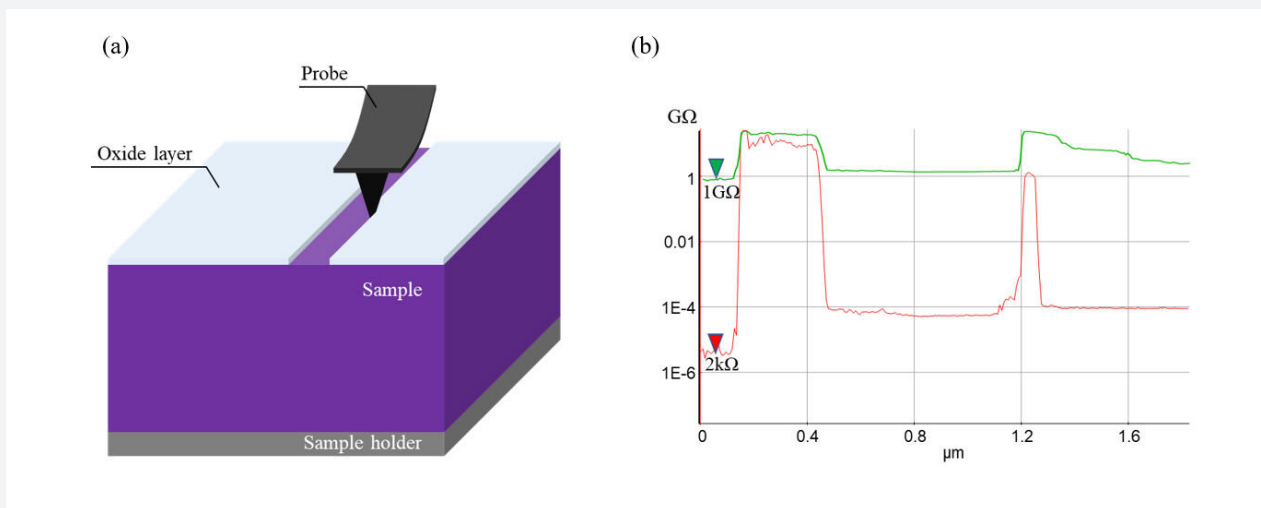 (a)
Probe
Oxide layer
Sample
Sample holder
(b)
GΩ
1
0.01
1E-4
1E-6
1GΩ
2kΩ
0 0.4 0.8 1.2 1.6
µm